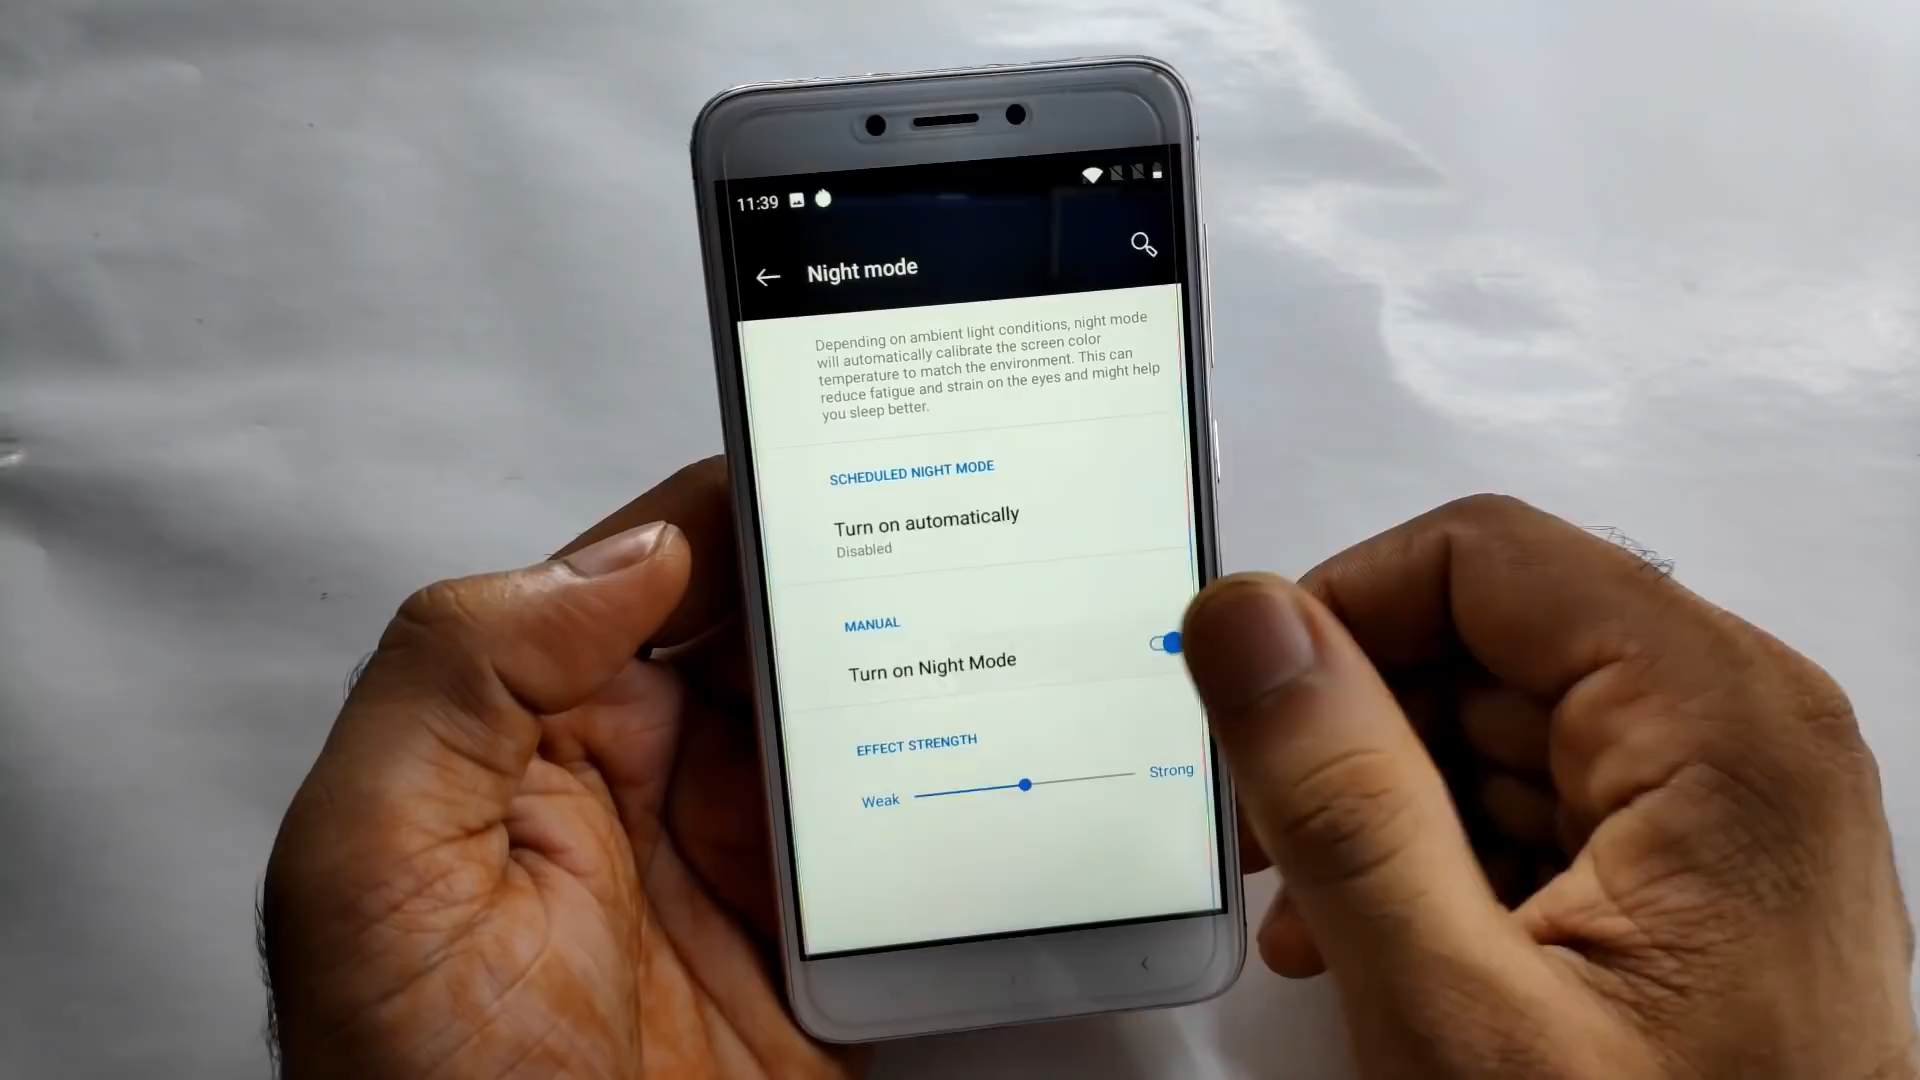 11:39
Night mode
Depending on ambient light conditions, night mode
will automatically calibrate the screen color
temperature to match the environment. This can
reduce fatigue and strain on the eyes and might help
you sleep better.
SCHEDULED NIGHT MODE
Turn on automatically
Disabled
MANUAL
Turn on Night Mode
EFFECT STRENGTH
Weak Strong